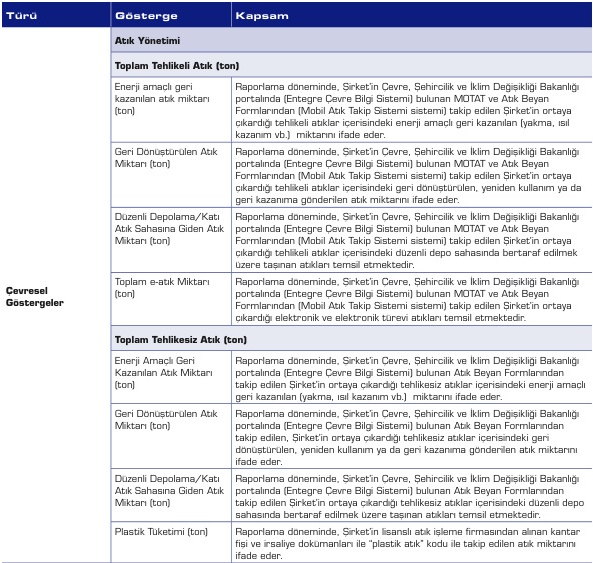 Türü Gösterge Kapsam
Atık Yönetimi
Toplam Tehlikeli Atık (ton)
Enerji amaçlı geri
kazanılan atık miktarı
(ton)
Raporlama döneminde, Şirket’in Çevre, Şehircilik ve İklim Değişikliği Bakanlığı
portalında (Entegre Çevre Bilgi Sistemi) bulunan MOTAT ve Atık Beyan
Formlarından (Mobil Atık Takip Sistemi sistemi) takip edilen Şirket’in ortaya
çıkardığı tehlikeli atıklar içerisindeki enerji amaçlı geri kazanılan (yakma, ısıl
kazanım vb.) miktarını ifade eder.
Geri Dönüştürülen Atık
Miktarı (ton)
Raporlama döneminde, Şirket’in Çevre, Şehircilik ve İklim Değişikliği Bakanlığı
portalında (Entegre Çevre Bilgi Sistemi) bulunan MOTAT ve Atık Beyan
Formlarından (Mobil Atık Takip Sistemi sistemi) takip edilen Şirket’in ortaya
çıkardığı tehlikeli atıklar içerisindeki geri dönüştürülen, yeniden kullanım ya da
geri kazanıma gönderilen atık miktarını ifade eder.
Düzenli Depolama/Katı
Atık Sahasına Giden Atık
Miktarı (ton)
Raporlama döneminde, Şirket’in Çevre, Şehircilik ve İklim Değişikliği Bakanlığı
portalında (Entegre Çevre Bilgi Sistemi) bulunan MOTAT ve Atık Beyan
Formlarından (Mobil Atık Takip Sistemi sistemi) takip edilen Şirket’in ortaya
çıkardığı tehlikeli atıklar içerisindeki düzenli depo sahasında bertaraf edilmek
üzere taşınan atıkları temsil etmektedir.
Çevresel
Göstergeler
Toplam e-atık Miktarı
(ton)
Raporlama döneminde, Şirket’in Çevre, Şehircilik ve İklim Değişikliği Bakanlığı
portalında (Entegre Çevre Bilgi Sistemi) bulunan MOTAT ve Atık Beyan
Formlarından (Mobil Atık Takip Sistemi sistemi) takip edilen Şirket’in ortaya
çıkardığı elektronik ve elektronik türevi atıkları temsil etmektedir.
Toplam Tehlikesiz Atık (ton)
Enerji Amaçlı Geri
Kazanılan Atık Miktarı
(ton)
Raporlama döneminde, Şirket’in Çevre, Şehircilik ve İklim Değişikliği Bakanlığı
portalında (Entegre Çevre Bilgi Sistemi) bulunan Atık Beyan Formlarından
takip edilen Şirket’in ortaya çıkardığı tehlikesiz atıklar içerisindeki enerji amaçlı
geri kazanılan (yakma, ısıl kazanım vb.) miktarını ifade eder.
Geri Dönüştürülen Atık
Miktarı (ton)
Raporlama döneminde, Şirket’in Çevre, Şehircilik ve İklim Değişikliği Bakanlığı
portalında (Entegre Çevre Bilgi Sistemi) bulunan Atık Beyan Formlarından
takip edilen, Şirket’in ortaya çıkardığı tehlikesiz atıklar içerisindeki geri
dönüştürülen, yeniden kullanım ya da geri kazanıma gönderilen atık miktarını
ifade eder.
Düzenli Depolama/Katı
Atık Sahasına Giden Atık
Miktarı (ton)
Raporlama döneminde, Şirket’in Çevre, Şehircilik ve İklim Değişikliği Bakanlığı
portalında (Entegre Çevre Bilgi Sistemi) bulunan Atık Beyan Formlarından
takip edilen Şirket’in ortaya çıkardığı tehlikesiz atıklar içerisindeki düzenli depo
sahasında bertaraf edilmek üzere taşınan atıkları temsil etmektedir.
Plastik Tüketimi (ton)
Raporlama döneminde, Şirket’in lisanslı atık işleme firmasından alınan kantar
fişi ve irsaliye dokümanları ile “plastik atık” kodu ile takip edilen atık miktarını
ifade eder.